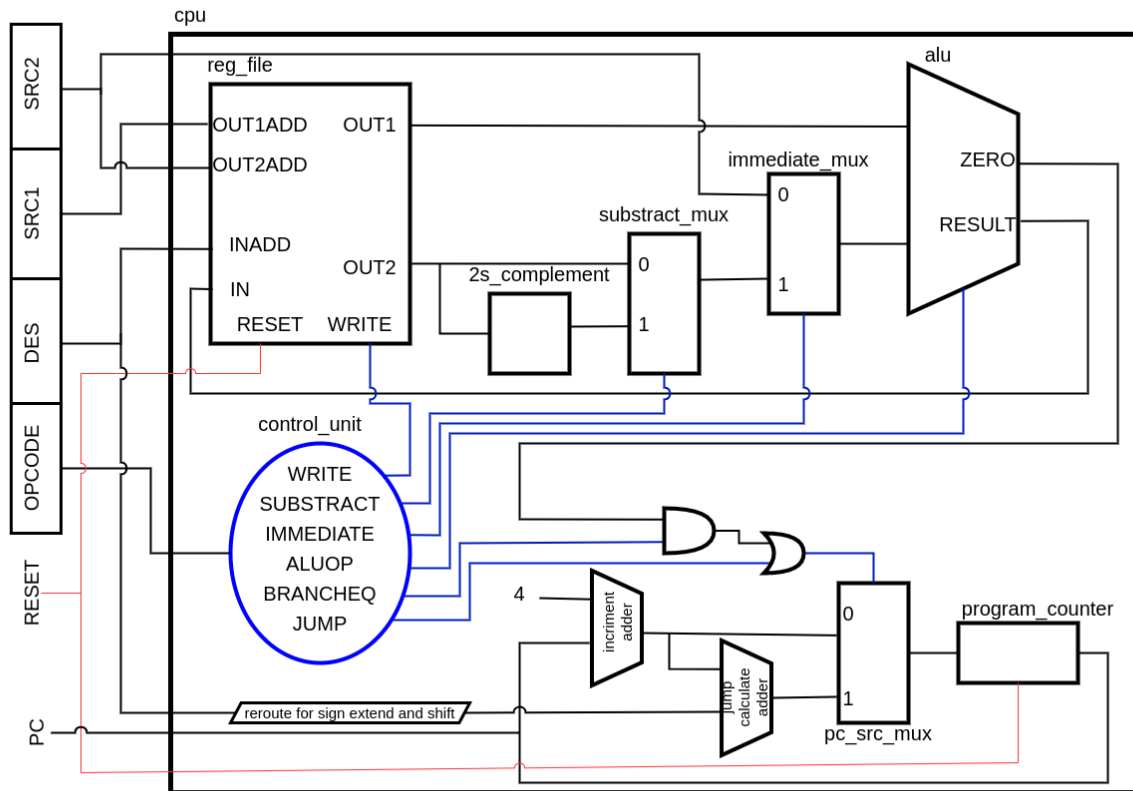 cpu
SRC2
SRC1
DES
OPCODE
RESET
PC
reg_file
OUT1ADD
OUT1
OUT2ADD
INADD
OUT2
IN
RESET
WRITE
2s_complement
substract_mux
0
1
immediate_mux
0
1
alu
ZERO
RESULT
control_unit
WRITE
SUBSTRACT
IMMEDIATE
ALUOP
BRANCHEQ
JUMP
4
incriment
adder
jump
calculate
adder
0
1
pc_src_mux
program_counter
reroute for sign extend and shift